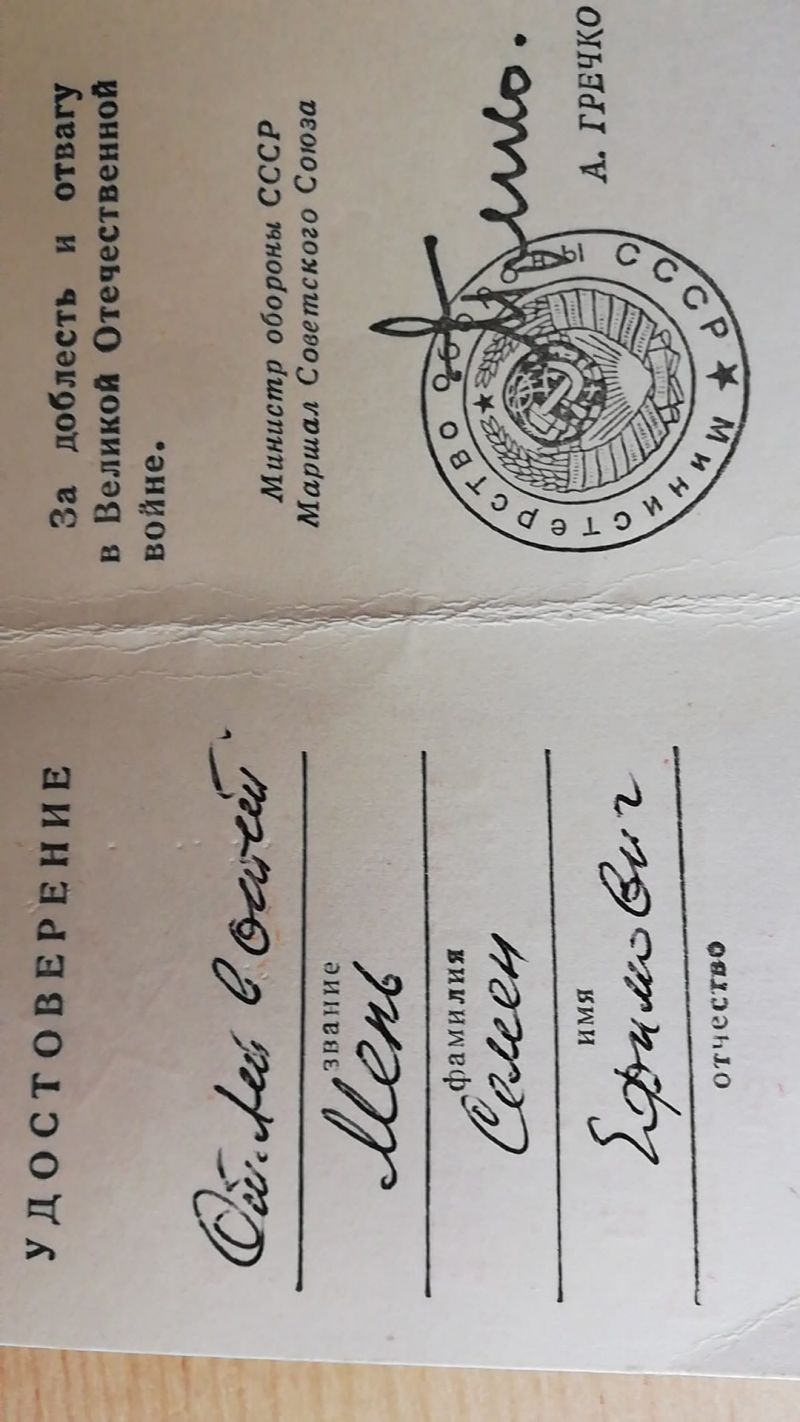 УДОСТОВЕРЕНИЕ
звание
Мень
фамилия
Семен
имя
Ефимович
отчество
За доблесть и отвагу
в Великой Отечественной
войне.
Министр обороны СССР
Маршал Советского Союза
А. ГРЕЧКО
Министерство обороны СССР